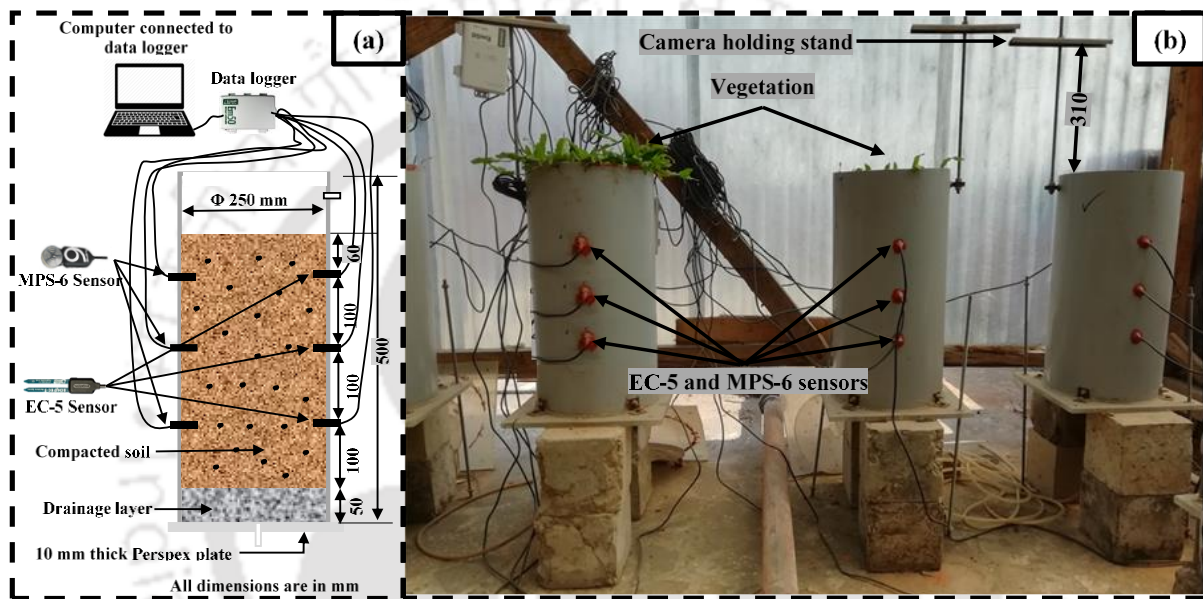 Computer connected to
data logger
(a)
Data logger
Em50
Φ 250 mm
60
MPS-6 Sensor
100
500
100
EC-5 Sensor
Compacted soil
100
Drainage layer
50
10 mm thick Perspex plate
All dimensions are in mm
(b)
Camera holding stand
Vegetation
310
EC-5 and MPS-6 sensors